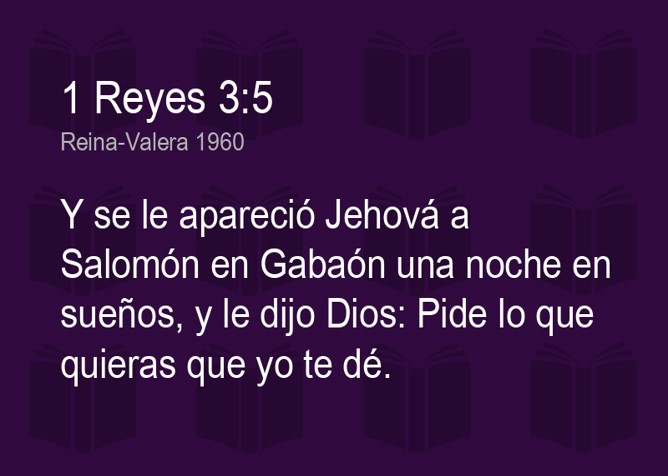 1 Reyes 3:5
Reina-Valera 1960
Y se le apareció Jehová a
Salomón en Gabaón una noche en
sueños, y le dijo Dios: Pide lo que
quieras que yo te dé.